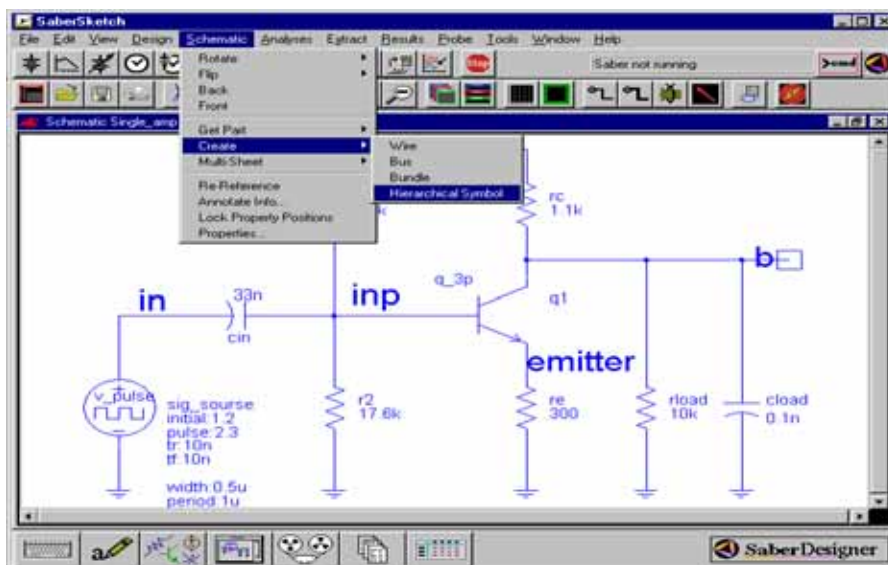 SaberSketch
File Edit View Design Schematic Analyses Extract Results Probe Tools Window Help
Stop
Saber not running
>cmd
Schematic Single_amp
Rotate
Flip
Back
Front
Get Part
Create
Multi-Sheet
Re-Reference
Annotate Info...
Lock Property Positions
Properties...
Wire
Bus
Bundle
Hierarchical Symbol
k
rc
1.1k
b
q_3p
q1
in
33n
cin
inp
emitter
v_pulse
sig_sourse
initial:1.2
pulse:2.3
tr:10n
tf:10n
width:0.5u
period:1u
r2
17.6k
re
300
rload
10k
cload
0.1n
SaberDesigner